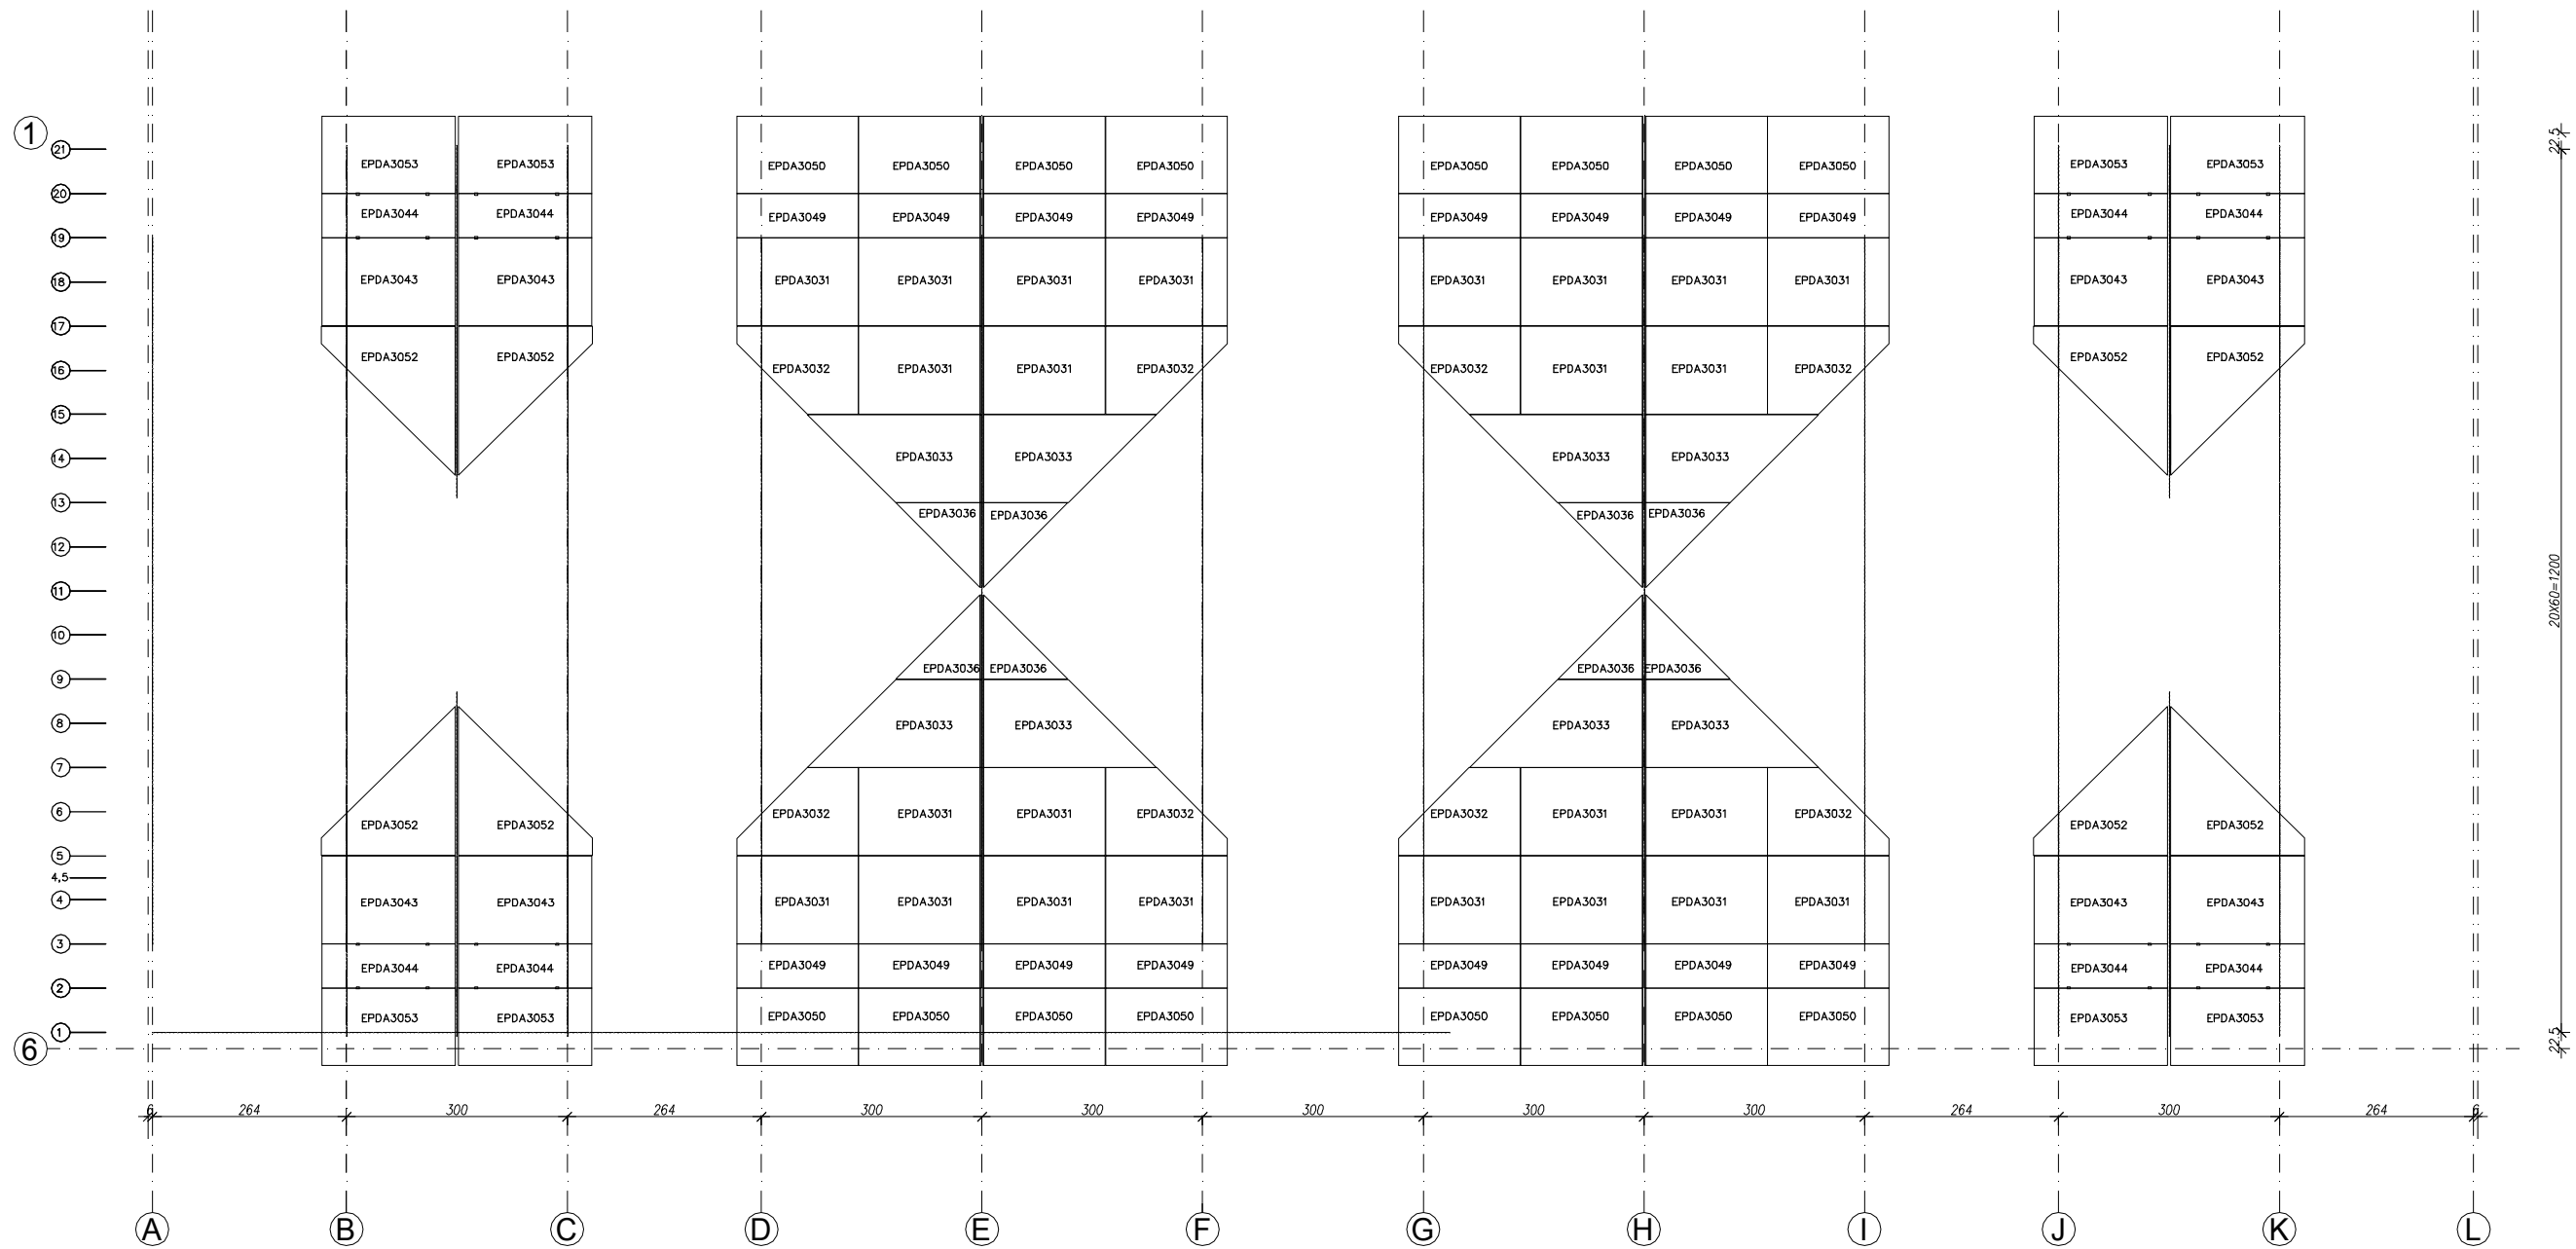 1
22.5
21
EPDA3053 EPDA3053 EPDA3050 EPDA3050 EPDA3050 EPDA3050 EPDA3050 EPDA3050 EPDA3050 EPDA3050 EPDA3053 EPDA3053
20
EPDA3044 EPDA3044 EPDA3049 EPDA3049 EPDA3049 EPDA3049 EPDA3049 EPDA3049 EPDA3049 EPDA3049 EPDA3044 EPDA3044
19
18 EPDA3043 EPDA3043 EPDA3031 EPDA3031 EPDA3031 EPDA3031 EPDA3031 EPDA3031 EPDA3031 EPDA3031 EPDA3043 EPDA3043
17
EPDA3052 EPDA3052 EPDA3052 EPDA3052
16 EPDA3032 EPDA3031 EPDA3031 EPDA3032 EPDA3032 EPDA3031 EPDA3031 EPDA3032
15
14 EPDA3033 EPDA3033 EPDA3033 EPDA3033
13
EPDA3036 EPDA3036 EPDA3036 EPDA3036
12
11
20X60=1200
10
EPDA3036 EPDA3036 EPDA3036 EPDA3036
9
8 EPDA3033 EPDA3033 EPDA3033 EPDA3033
7
6 EPDA3032 EPDA3031 EPDA3031 EPDA3032 EPDA3032 EPDA3031 EPDA3031 EPDA3032
EPDA3052 EPDA3052 EPDA3052 EPDA3052
5
4,5
4 EPDA3043 EPDA3043 EPDA3031 EPDA3031 EPDA3031 EPDA3031 EPDA3031 EPDA3031 EPDA3031 EPDA3031 EPDA3043 EPDA3043
3
EPDA3044 EPDA3044 EPDA3049 EPDA3049 EPDA3049 EPDA3049 EPDA3049 EPDA3049 EPDA3049 EPDA3049 EPDA3044 EPDA3044
2
EPDA3053 EPDA3053 EPDA3050 EPDA3050 EPDA3050 EPDA3050 EPDA3050 EPDA3050 EPDA3050 EPDA3050 EPDA3053 EPDA3053
1
22.5
6
6 264 300 264 300 300 300 300 300 264 300 264 6
A B C D E F G H I J K L